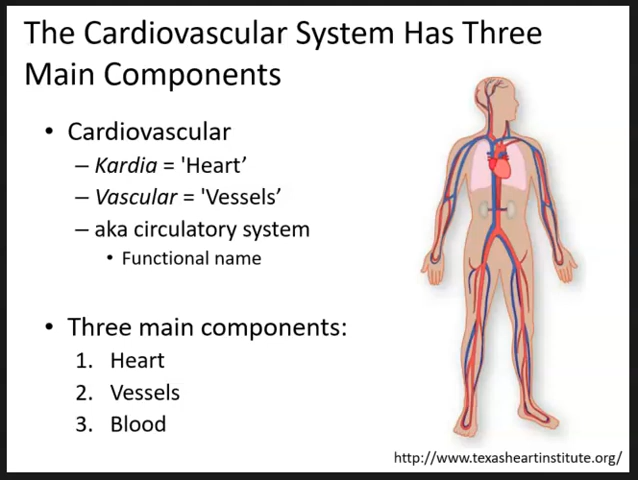 The Cardiovascular System Has Three
Main Components
• Cardiovascular
– Kardia = 'Heart’
– Vascular = 'Vessels’
– aka circulatory system
• Functional name
• Three main components:
1. Heart
2. Vessels
3. Blood
http://www.texasheartinstitute.org/